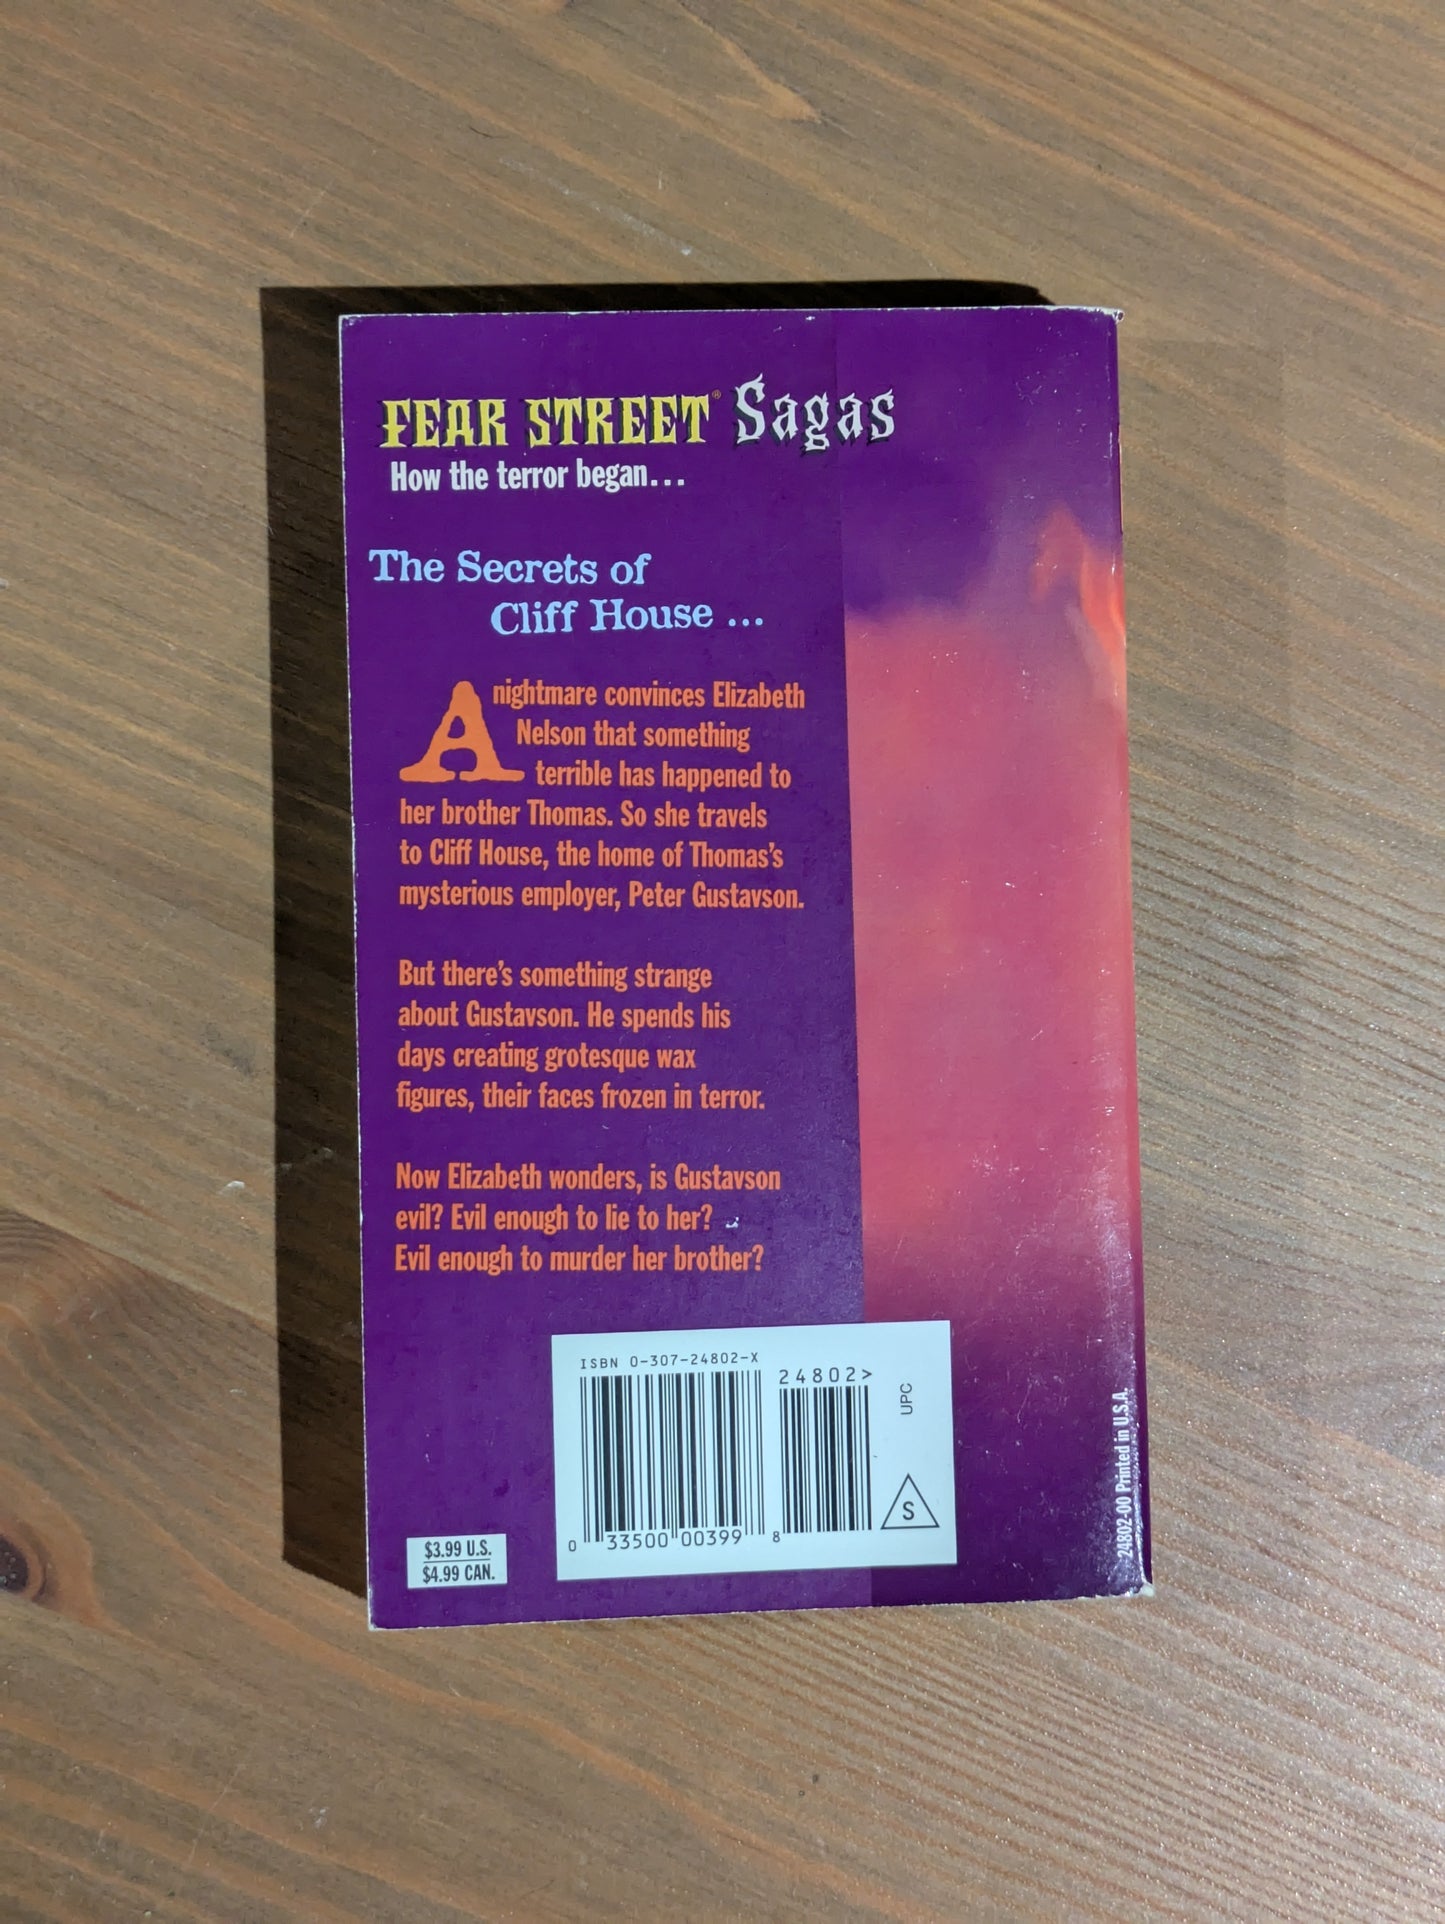 FEAR STREET® Sagas
How the terror began...
The Secrets of
Cliff House ...
A nightmare convinces Elizabeth
Nelson that something
terrible has happened to
her brother Thomas. So she travels
to Cliff House, the home of Thomas's
mysterious employer, Peter Gustavson.
But there's something strange
about Gustavson. He spends his
days creating grotesque wax
figures, their faces frozen in terror.
Now Elizabeth wonders, is Gustavson
evil? Evil enough to lie to her?
Evil enough to murder her brother?
ISBN 0-307-24802-X
24802>
UPC
S
0 33500 00399 8
$3.99 U.S.
$4.99 CAN.
24802-00 Printed in U.S.A.